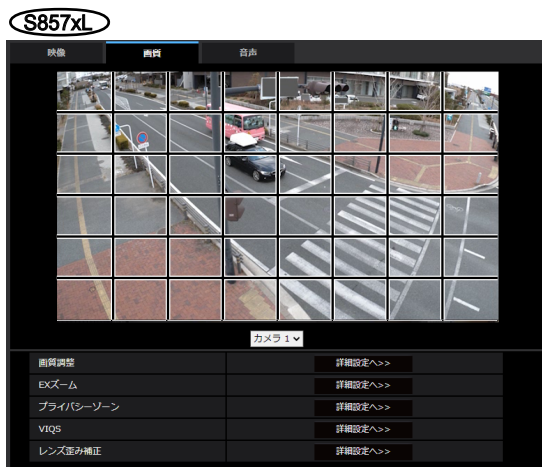 S857xL
映像 画質 音声
カメラ 1
画質調整 詳細設定へ>>
EXズーム 詳細設定へ>>
プライバシーゾーン 詳細設定へ>>
VIQS 詳細設定へ>>
レンズ歪み補正 詳細設定へ>>